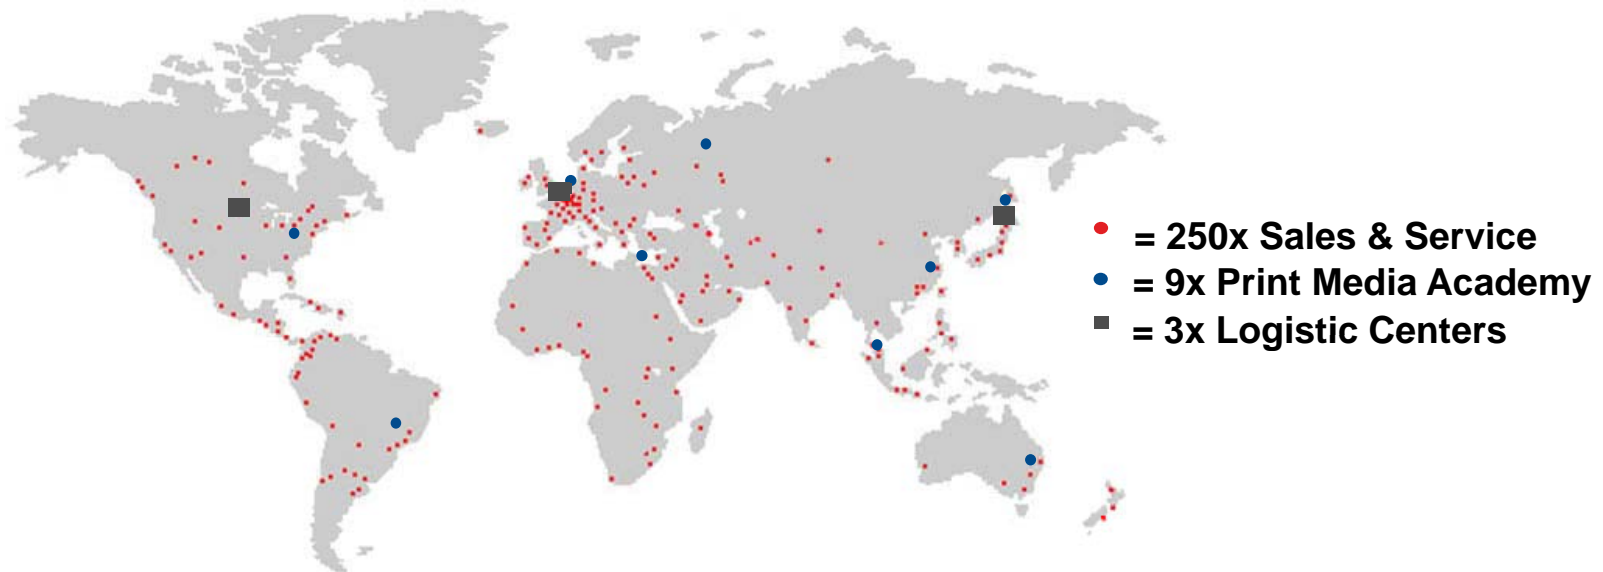 = 250x Sales & Service
= 9x Print Media Academy
= 3x Logistic Centers